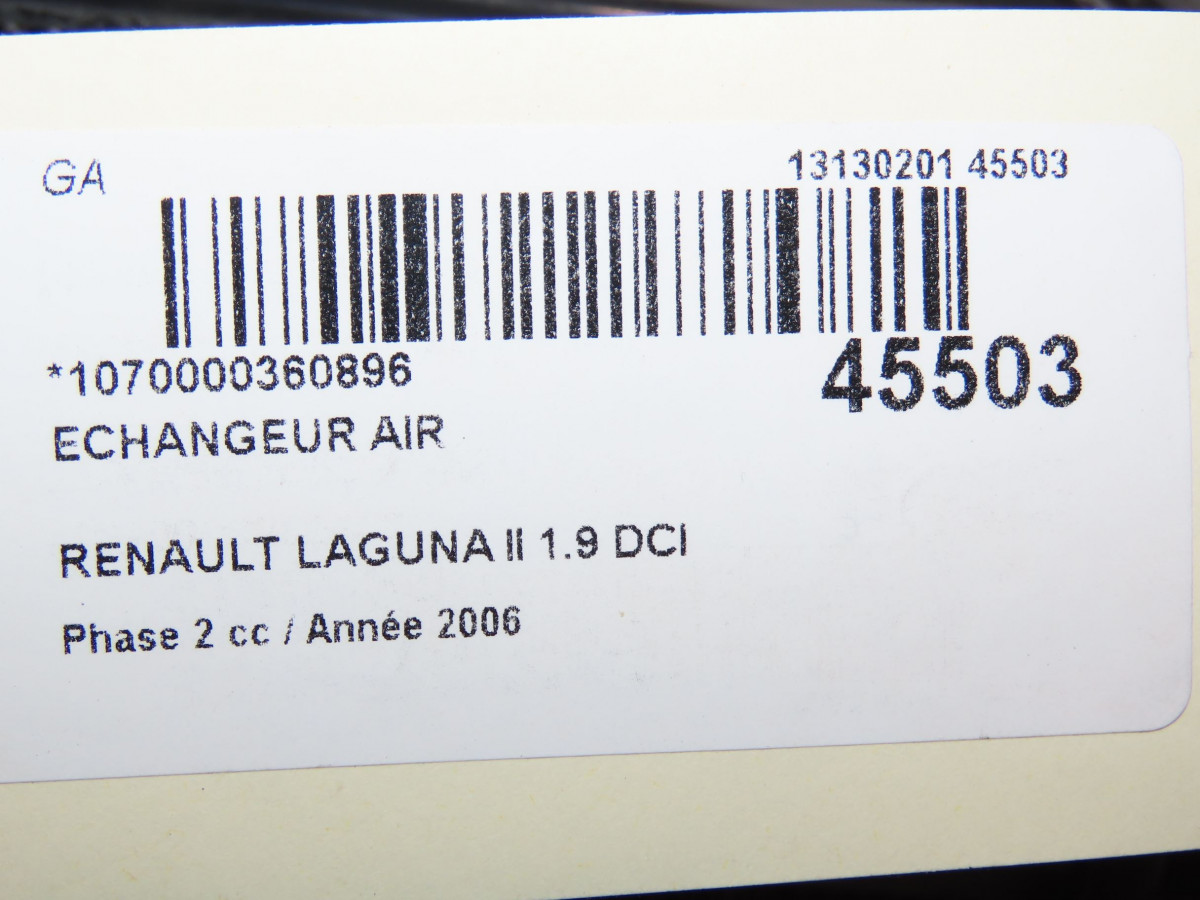 GA
13130201 45503
*1070000360896
45503
ECHANGEUR AIR
RENAULT LAGUNA II 1.9 DCI
Phase 2 cc / Année 2006